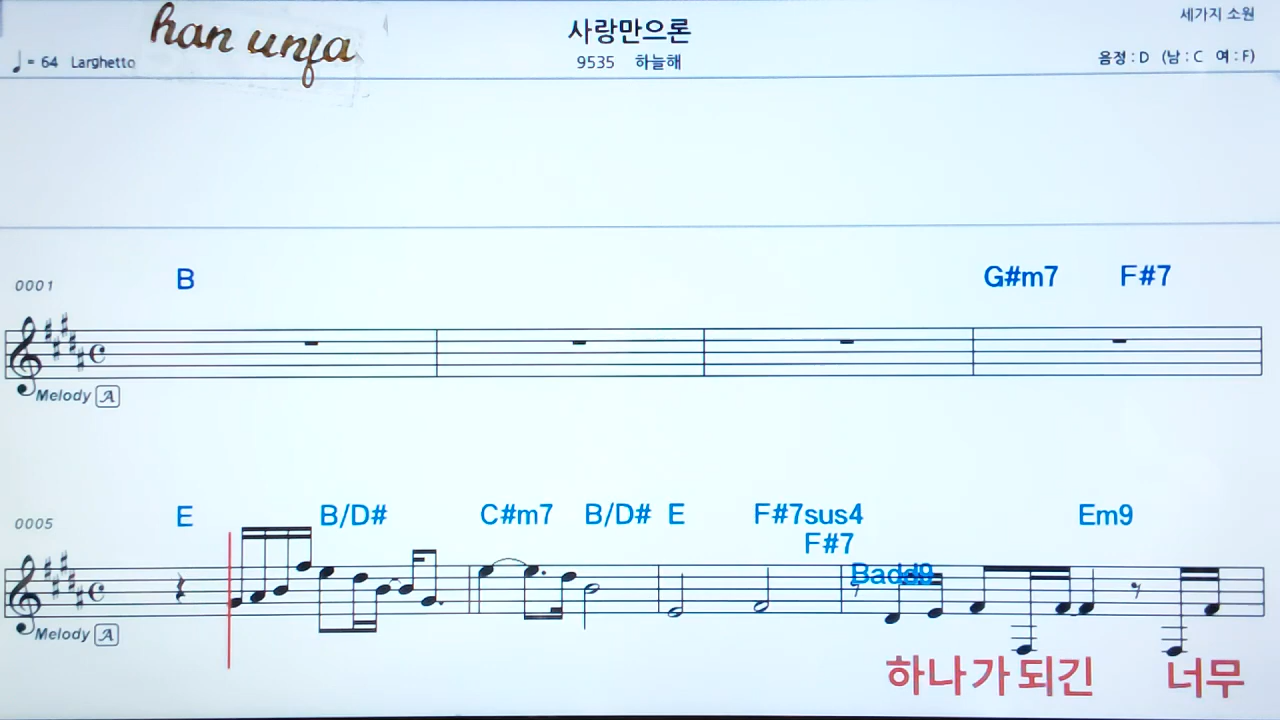 han unja
사랑만으론
세가지 소원
♩= 64 Larghetto
9535 하늘해
음정 : D (남 : C 여 : F)
0001
B G#m7 F#7
Melody A
0005
E B/D# C#m7 B/D# E F#7sus4 Em9
F#7
Badd9
Melody A
하나가 되긴 너무